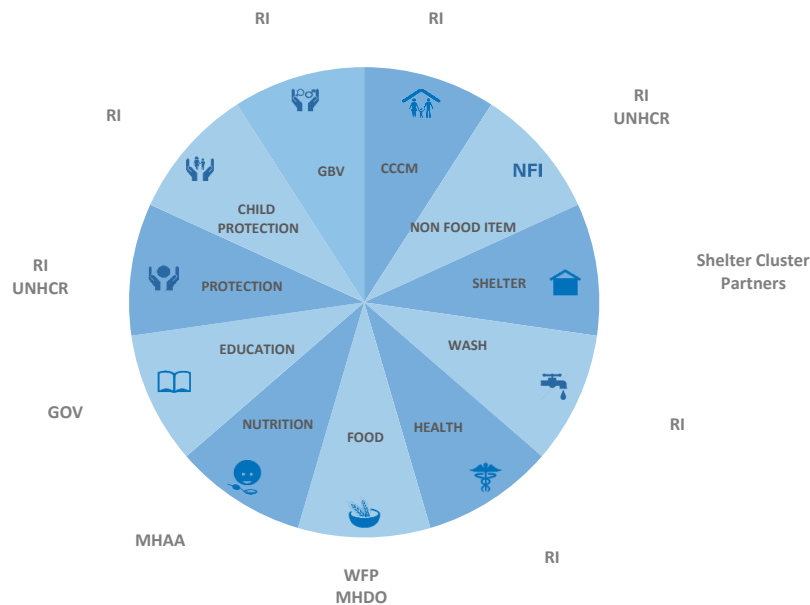 RI
RI
RI
RI
UNHCR
GBV
CCCM
NFI
CHILD
PROTECTION
NON FOOD ITEM
RI
UNHCR
PROTECTION
SHELTER
Shelter Cluster
Partners
EDUCATION
WASH
GOV
NUTRITION
FOOD
HEALTH
RI
MHAA
WFP
MHDO
RI